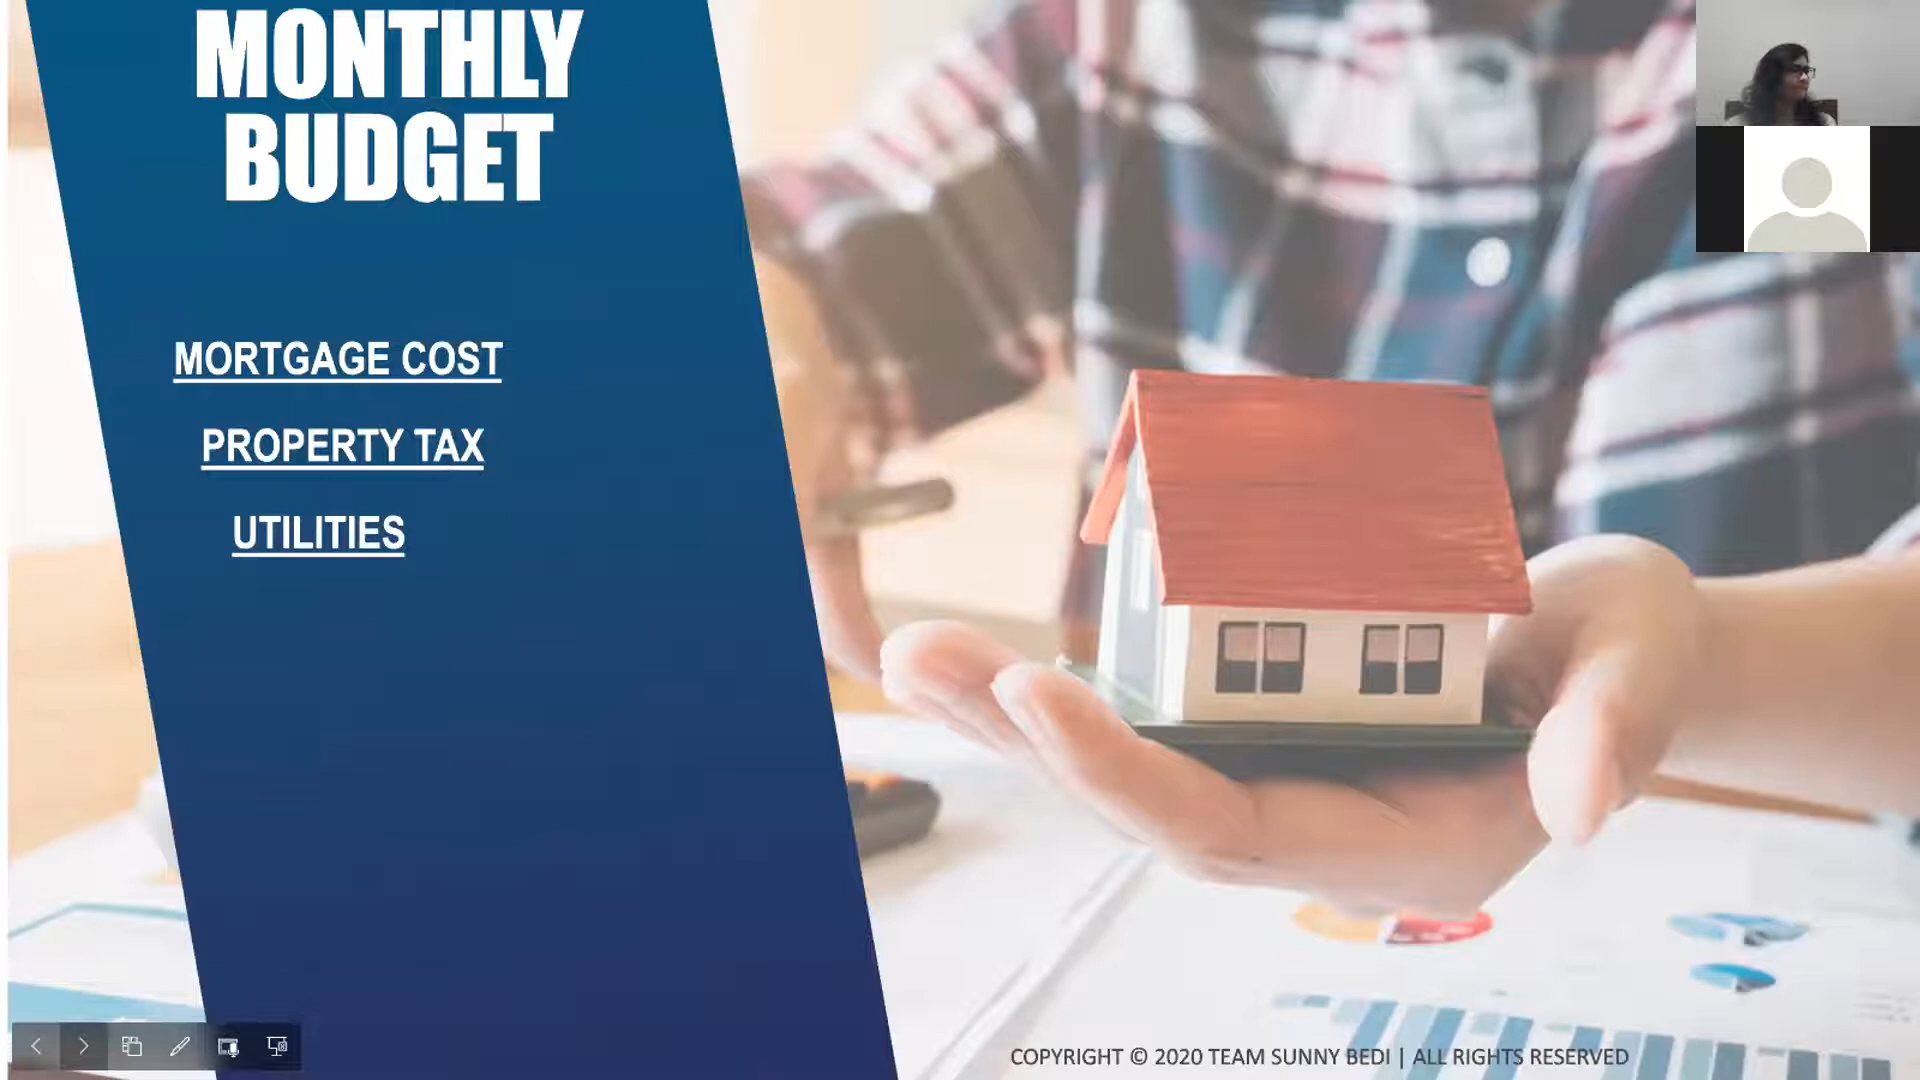 MONTHLY
BUDGET
MORTGAGE COST
PROPERTY TAX
UTILITIES
COPYRIGHT © 2020 TEAM SUNNY BEDI | ALL RIGHTS RESERVED